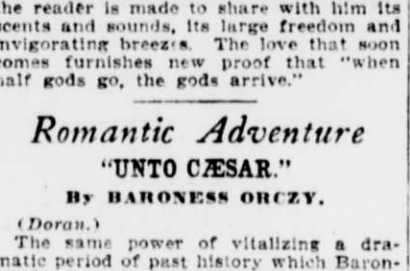 he reader is made to share with him its
cents and sounds, its large freedom and
nvigorating breezes. The love that soon
omes furnishes new proof that "when
half gods go, the gods arrive."
Romantic Adventure
"UNTO CÆSAR."
By BARONESS ORCZY.
(Doran.)
The same power of vitalizing a dra-
matic period of past history which Baron-